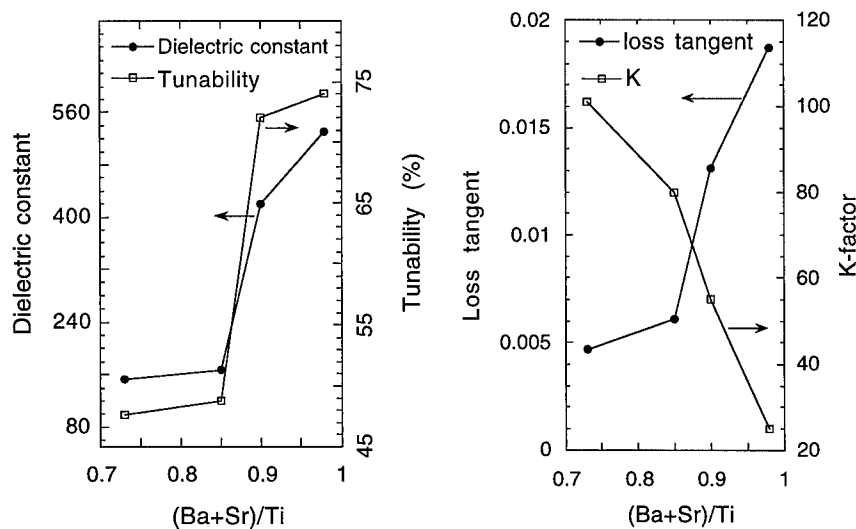 Dielectric constant
Tunability
560
400
240
80
Dielectric constant
75
65
55
45
Tunability (%)
0.7 0.8 0.9 1
(Ba+Sr)/Ti
loss tangent
K
0.02
0.015
0.01
0.005
0
Loss tangent
120
100
80
60
40
20
K-factor
0.7 0.8 0.9 1
(Ba+Sr)/Ti